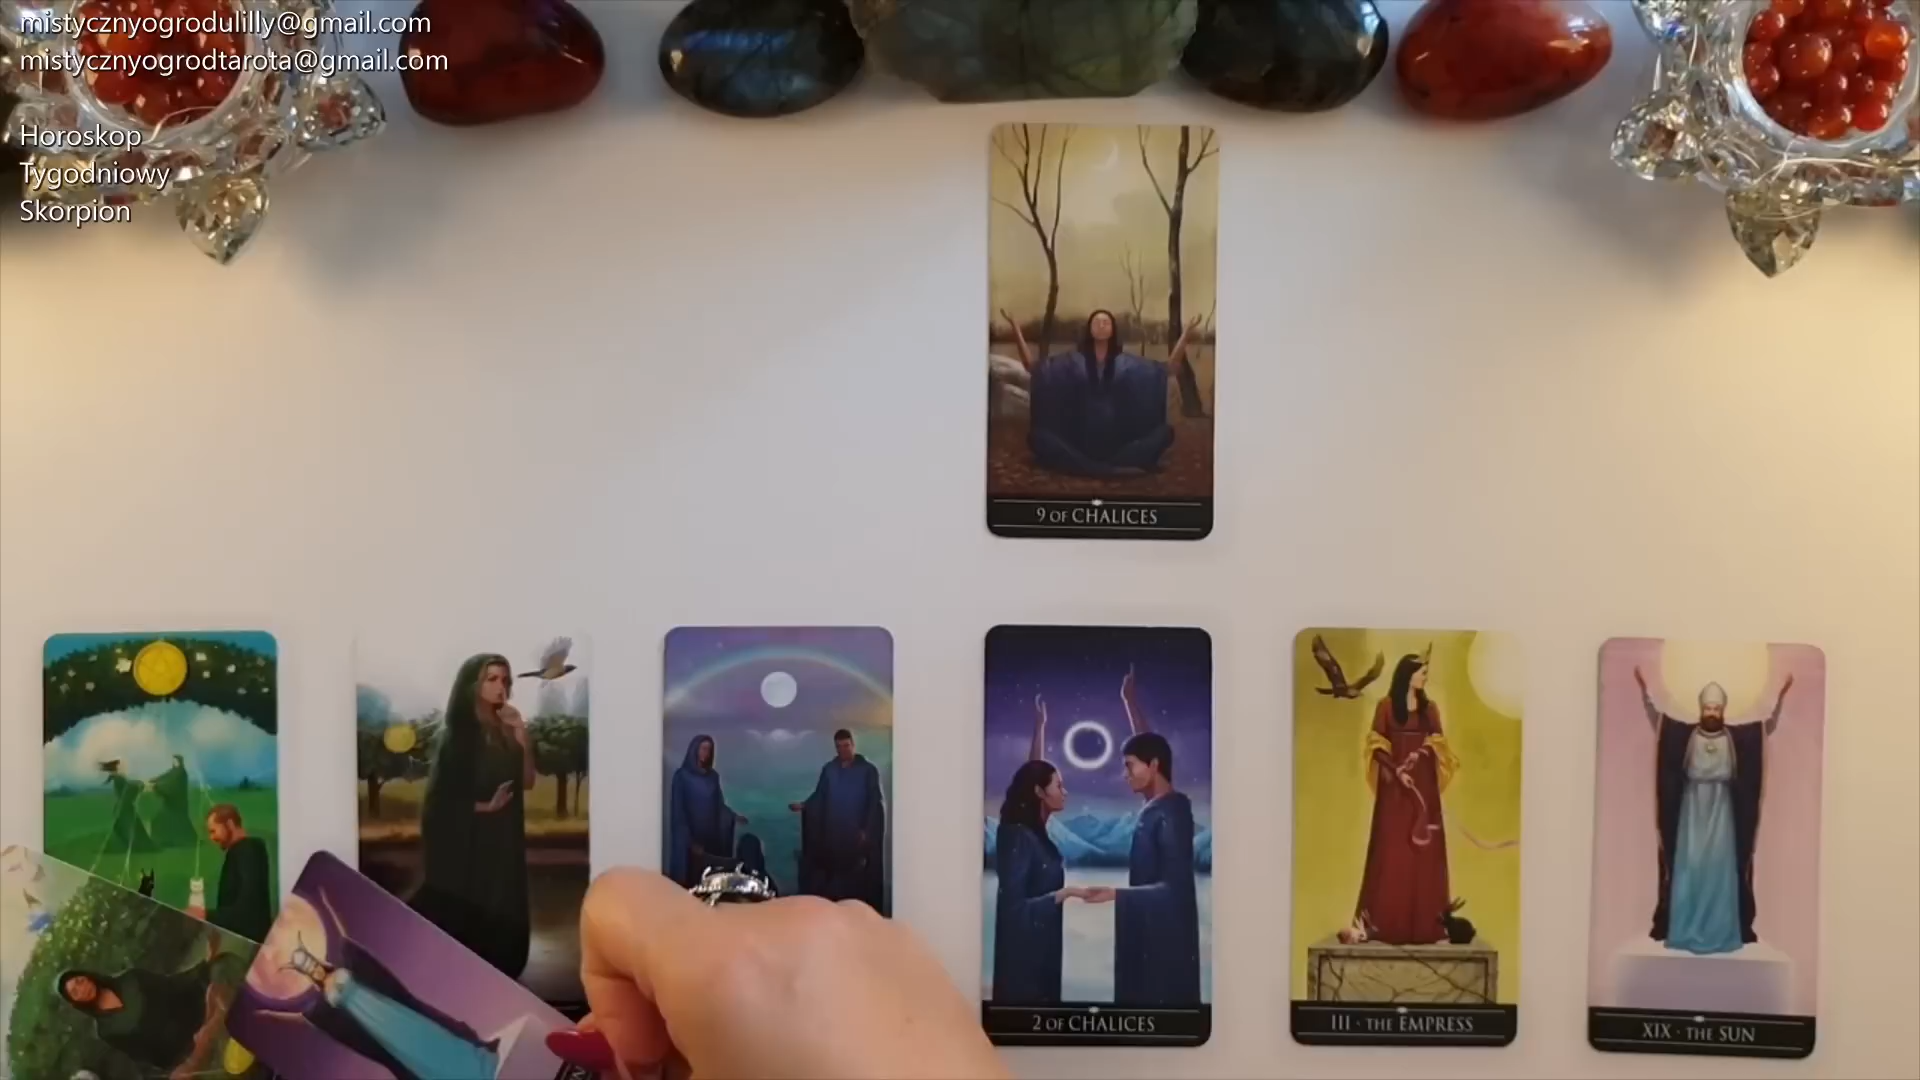 mistycznyogrodulilly@gmail.com
mistycznyogrodtarota@gmail.com
Horoskop
Tygodniowy
Skorpion
9 OF CHALICES
2 OF CHALICES
III · THE EMPRESS
XIX · THE SUN